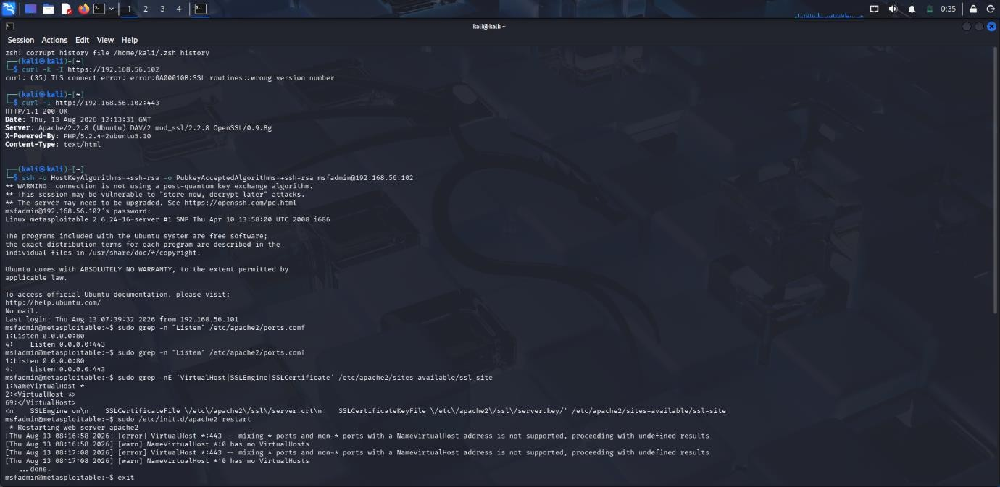 1 2 3 4
0:35
kali@kali: ~
Session Actions Edit View Help
zsh: corrupt history file /home/kali/.zsh_history
┌──(kali㉿kali)-[~]
└─$ curl -k -I https://192.168.56.102
curl: (35) TLS connect error: error:0A00010B:SSL routines::wrong version number
┌──(kali㉿kali)-[~]
└─$ curl -I http://192.168.56.102:443
HTTP/1.1 200 OK
Date: Thu, 13 Aug 2026 12:13:31 GMT
Server: Apache/2.2.8 (Ubuntu) DAV/2 mod_ssl/2.2.8 OpenSSL/0.9.8g
X-Powered-By: PHP/5.2.4-2ubuntu5.10
Content-Type: text/html
┌──(kali㉿kali)-[~]
└─$ ssh -o HostKeyAlgorithms=+ssh-rsa -o PubkeyAcceptedAlgorithms=+ssh-rsa msfadmin@192.168.56.102
** WARNING: connection is not using a post-quantum key exchange algorithm.
** This session may be vulnerable to "store now, decrypt later" attacks.
** The server may need to be upgraded. See https://openssh.com/pq.html
msfadmin@192.168.56.102's password:
Linux metasploitable 2.6.24-16-server #1 SMP Thu Apr 10 13:58:00 UTC 2008 i686
The programs included with the Ubuntu system are free software;
the exact distribution terms for each program are described in the
individual files in /usr/share/doc/*/copyright.
Ubuntu comes with ABSOLUTELY NO WARRANTY, to the extent permitted by
applicable law.
To access official Ubuntu documentation, please visit:
http://help.ubuntu.com/
No mail.
Last login: Thu Aug 13 07:39:32 2026 from 192.168.56.101
msfadmin@metasploitable:~$ sudo grep -n "Listen" /etc/apache2/ports.conf
1:Listen 0.0.0.0:80
4:    Listen 0.0.0.0:443
msfadmin@metasploitable:~$ sudo grep -n "Listen" /etc/apache2/ports.conf
1:Listen 0.0.0.0:80
4:    Listen 0.0.0.0:443
msfadmin@metasploitable:~$ sudo grep -nE 'VirtualHost|SSLEngine|SSLCertificate' /etc/apache2/sites-available/ssl-site
1:NameVirtualHost *
2:<VirtualHost *>
69:</VirtualHost>
<n    SSLEngine on\n    SSLCertificateFile \/etc\/apache2\/ssl\/server.crt\n    SSLCertificateKeyFile \/etc\/apache2\/ssl\/server.key/' /etc/apache2/sites-available/ssl-site
msfadmin@metasploitable:~$ sudo /etc/init.d/apache2 restart
* Restarting web server apache2
[Thu Aug 13 08:16:58 2026] [error] VirtualHost *:443 -- mixing * ports and non-* ports with a NameVirtualHost address is not supported, proceeding with undefined results
[Thu Aug 13 08:16:58 2026] [warn] NameVirtualHost *:0 has no VirtualHosts
[Thu Aug 13 08:17:08 2026] [error] VirtualHost *:443 -- mixing * ports and non-* ports with a NameVirtualHost address is not supported, proceeding with undefined results
[Thu Aug 13 08:17:08 2026] [warn] NameVirtualHost *:0 has no VirtualHosts
...done.
msfadmin@metasploitable:~$ exit